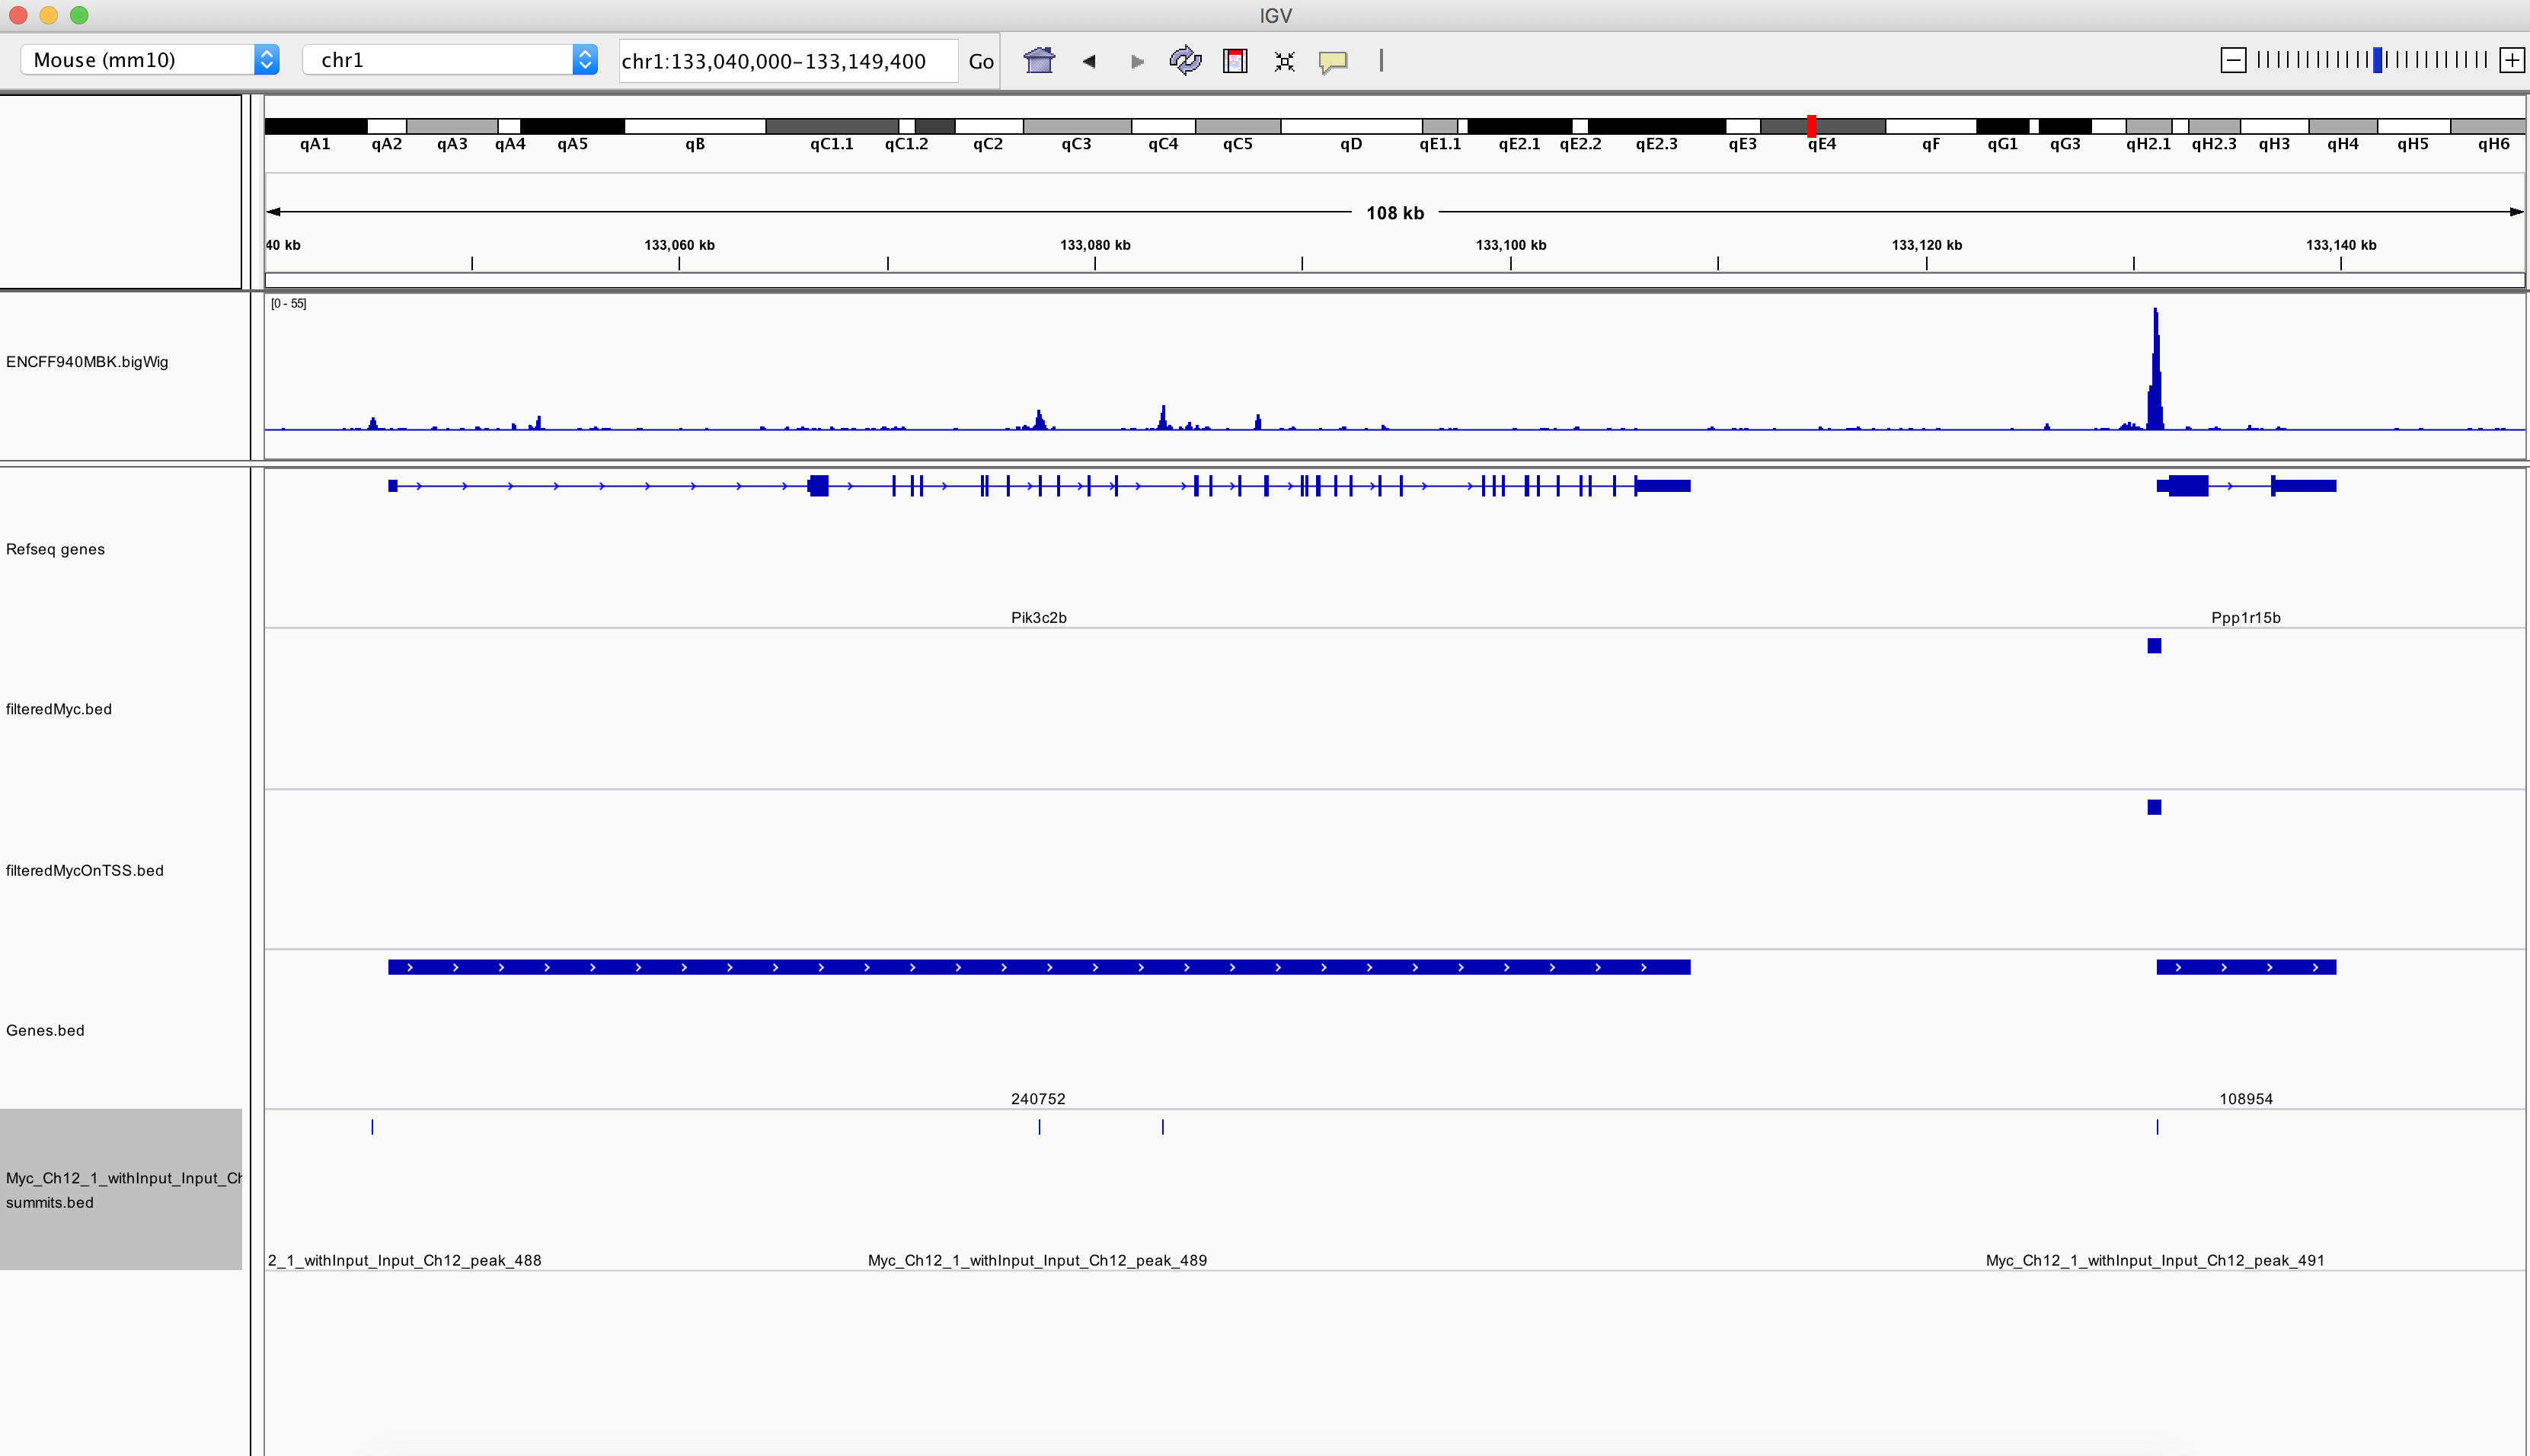 IGV
Mouse (mm10) chr1 chr1:133,040,000-133,149,400 Go
qA1 qA2 qA3 qA4 qA5 qB qC1.1 qC1.2 qC2 qC3 qC4 qC5 qD qE1.1 qE2.1 qE2.2 qE2.3 qE3 qE4 qF qG1 qG3 qH2.1 qH2.3 qH3 qH4 qH5 qH6
108 kb
40 kb 133,060 kb 133,080 kb 133,100 kb 133,120 kb 133,140 kb
[0 - 55]
ENCFF940MBK.bigWig
Refseq genes
Pik3c2b Ppp1r15b
filteredMyc.bed
filteredMycOnTSS.bed
Genes.bed
240752 108954
Myc_Ch12_1_withInput_Input_Ch
summits.bed
2_1_withInput_Input_Ch12_peak_488 Myc_Ch12_1_withInput_Input_Ch12_peak_489 Myc_Ch12_1_withInput_Input_Ch12_peak_491